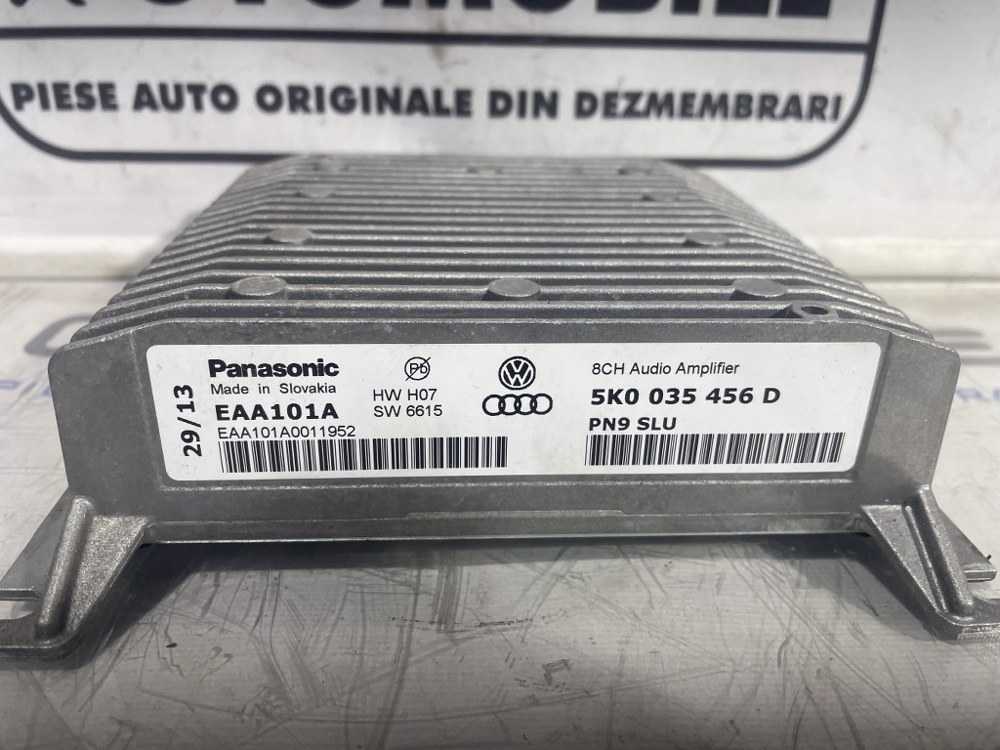 PIESE AUTO ORIGINALE DIN DEZMEMBRARI
29/13
Panasonic
Made in Slovakia
EAA101A
EAA101A0011952
Pb
HW H07
SW 6615
8CH Audio Amplifier
5K0 035 456 D
PN9 SLU